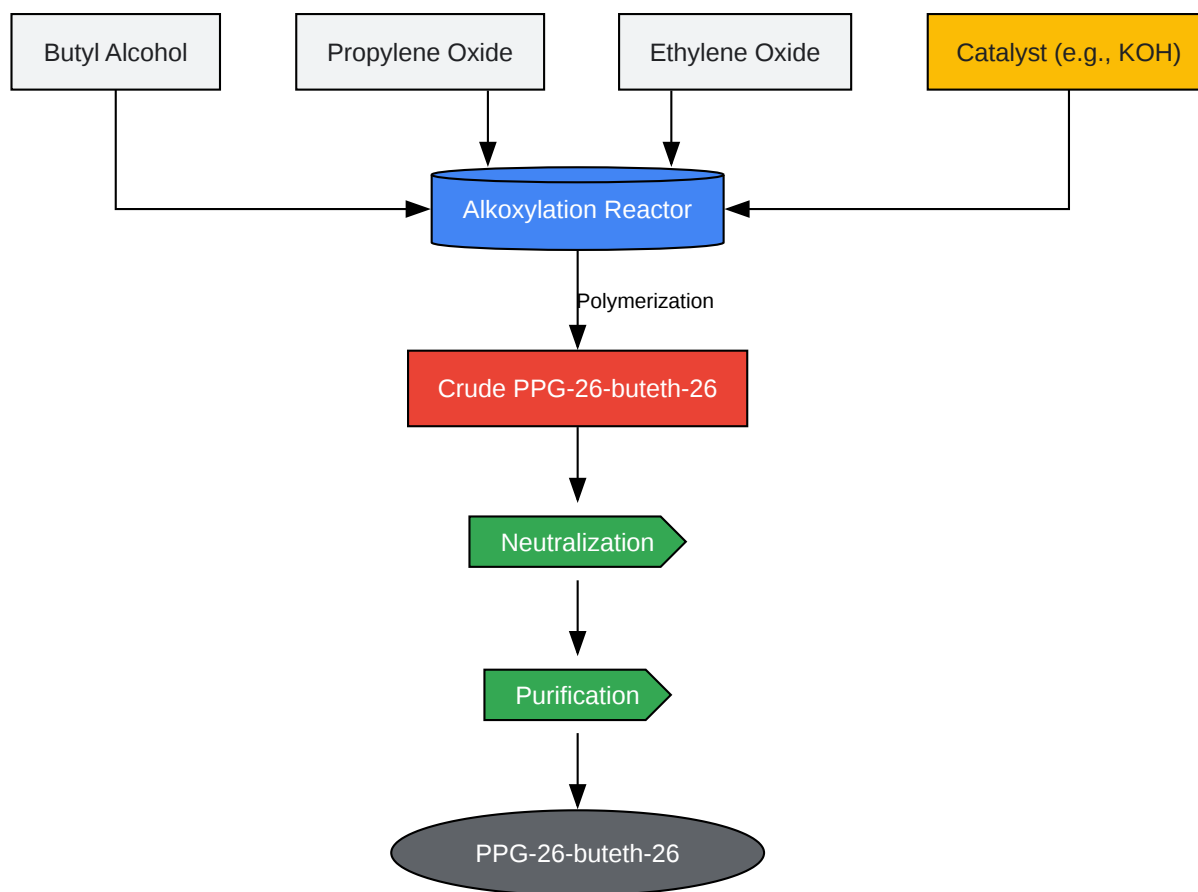 Butyl Alcohol
Propylene Oxide
Ethylene Oxide
Catalyst (e.g., KOH)
Alkoxylation Reactor
Polymerization
Crude PPG-26-buteth-26
Neutralization
Purification
PPG-26-buteth-26